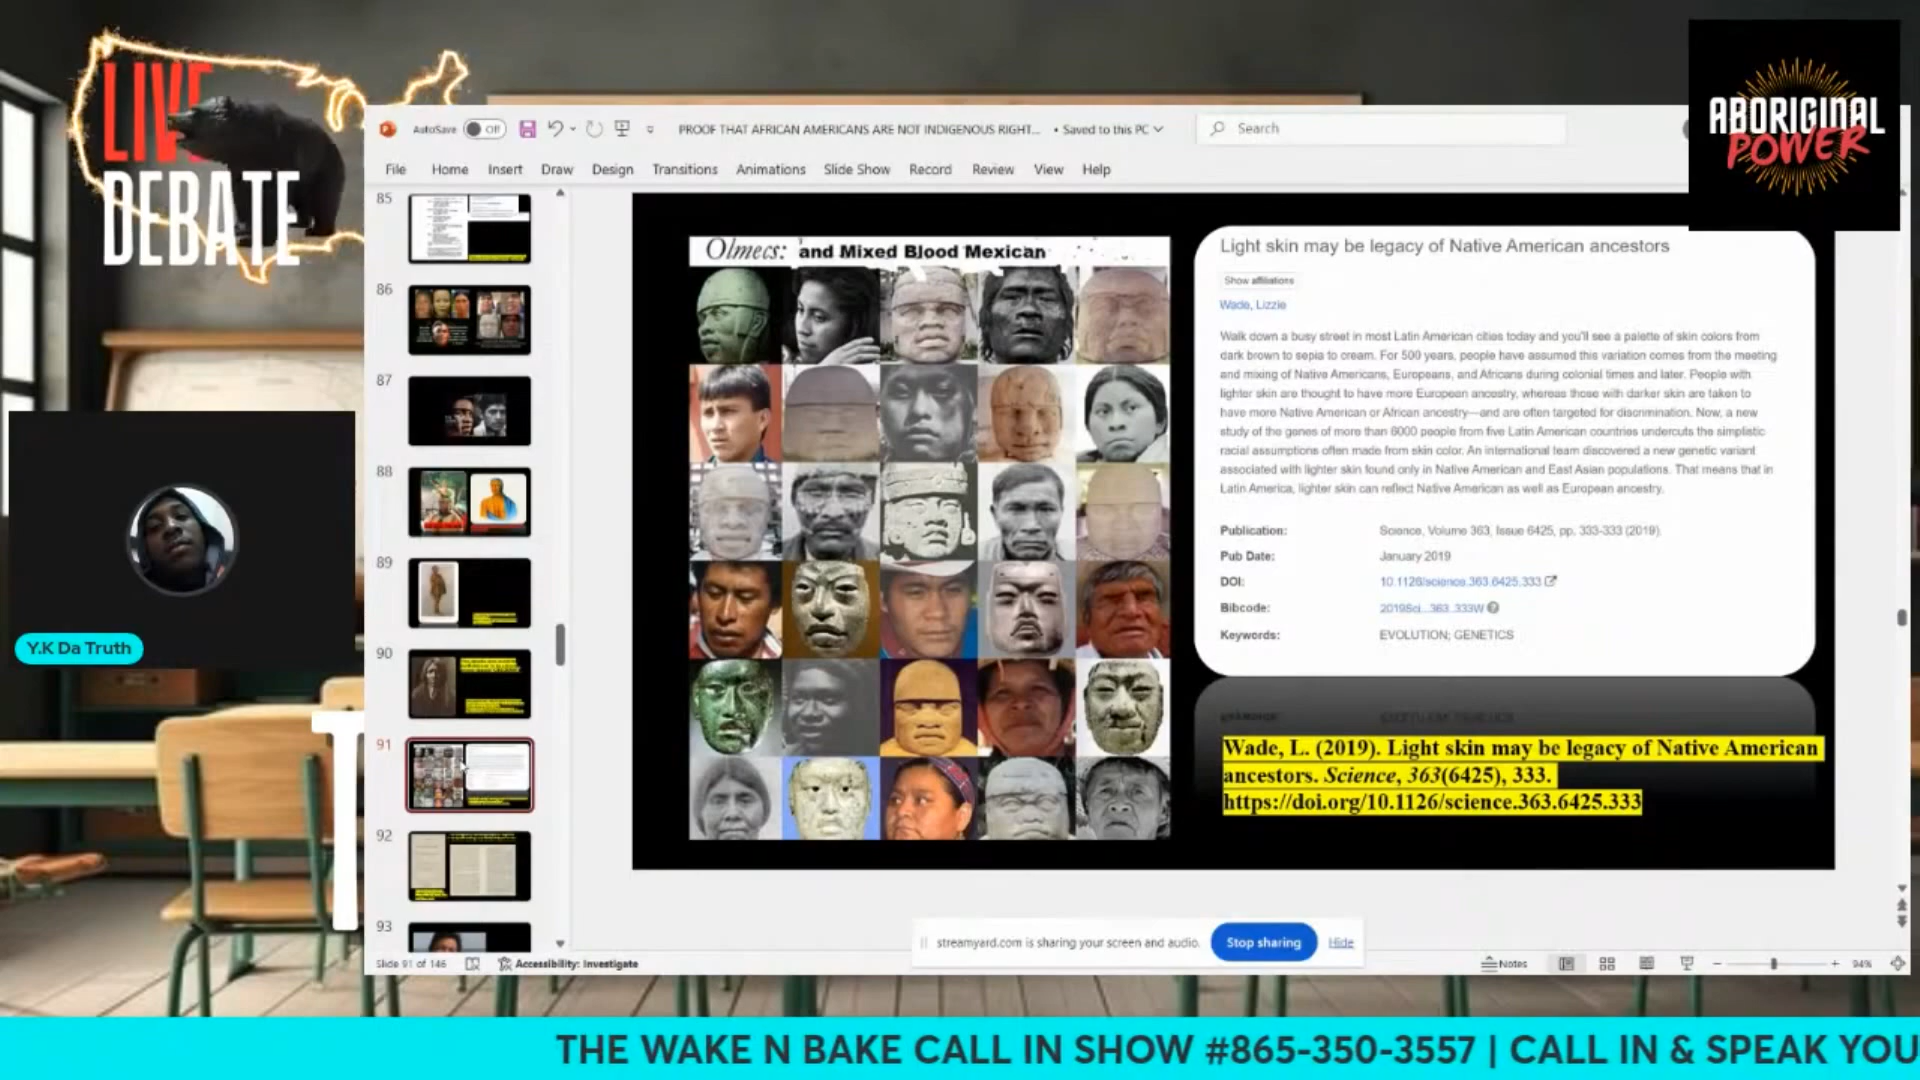 LIVE
DEBATE
ABORIGINAL
POWER
AutoSave
Off
PROOF THAT AFRICAN AMERICANS ARE NOT INDIGENOUS RIGHT... • Saved to this PC
Search
File Home Insert Draw Design Transitions Animations Slide Show Record Review View Help
85
86
87
88
89
90
91
92
93
Olmecs: and Mixed Blood Mexican
Light skin may be legacy of Native American ancestors
Show affiliations
Wade, Lizzie
Walk down a busy street in most Latin American cities today and you'll see a palette of skin colors from
dark brown to sepia to cream. For 500 years, people have assumed this variation comes from the meeting
and mixing of Native Americans, Europeans, and Africans during colonial times and later. People with
lighter skin are thought to have more European ancestry, whereas those with darker skin are taken to
have more Native American or African ancestry—and are often targeted for discrimination. Now, a new
study of the genes of more than 6000 people from five Latin American countries undercuts the simplistic
racial assumptions often made from skin color. An international team discovered a new genetic variant
associated with lighter skin found only in Native American and East Asian populations. That means that in
Latin America, lighter skin can reflect Native American as well as European ancestry.
Publication: Science, Volume 363, Issue 6425, pp. 333-333 (2019).
Pub Date: January 2019
DOI: 10.1126/science.363.6425.333
Bibcode: 2019Sci...363..333W
Keywords: EVOLUTION; GENETICS
Wade, L. (2019). Light skin may be legacy of Native American
ancestors. Science, 363(6425), 333.
https://doi.org/10.1126/science.363.6425.333
Y.K Da Truth
streamyard.com is sharing your screen and audio.
Stop sharing
Hide
Slide 91 of 146
Accessibility: Investigate
Notes
94%
THE WAKE N BAKE CALL IN SHOW #865-350-3557 | CALL IN & SPEAK YOU